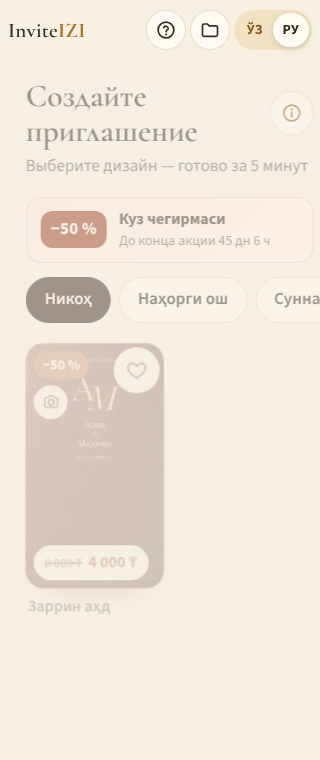 InviteIZI
ЎЗ
РУ
Создайте
приглашение
Выберите дизайн — готово за 5 минут
−50 %
Куз чегирмаси
До конца акции 45 дн 6 ч
Никоҳ
Наҳорги ош
Сунна
−50 %
AM
Мадина
8 000 ₸ 4 000 ₸
Заррин аҳд